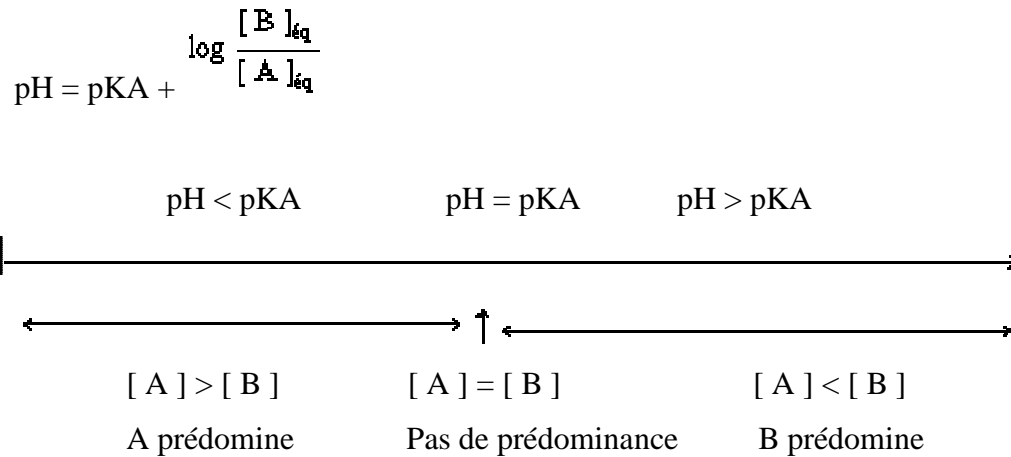 pH = pKA + log [ B ]éq / [ A ]éq
pH < pKA pH = pKA pH > pKA
[ A ] > [ B ] [ A ] = [ B ] [ A ] < [ B ]
A prédomine Pas de prédominance B prédomine